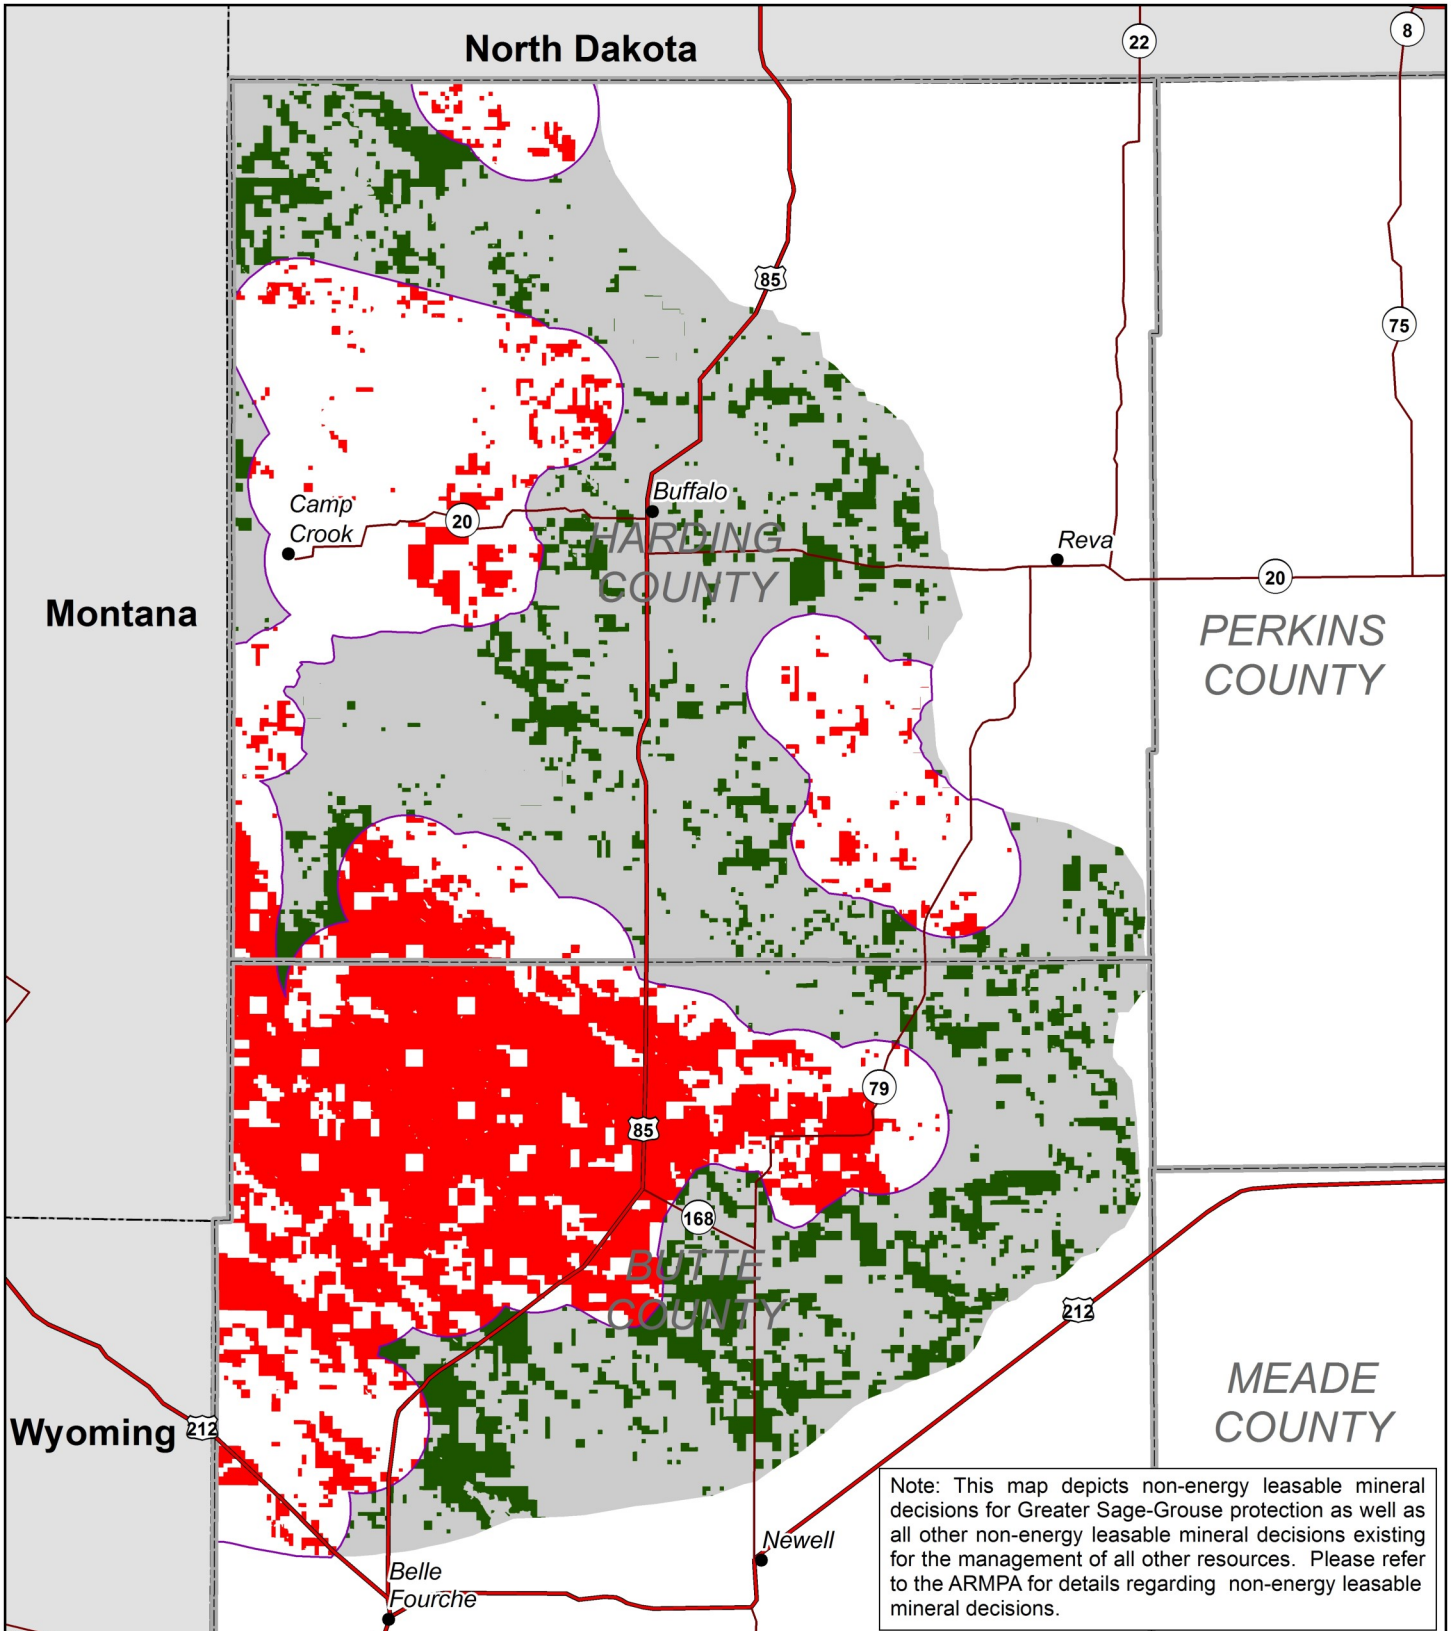 North Dakota
22
8
85
75
Camp
Crook
20
Buffalo
HARDING
COUNTY
Reva
20
Montana
PERKINS
COUNTY
79
85
168
BUTTE
COUNTY
212
MEADE
COUNTY
Wyoming
212
Note: This map depicts non-energy leasable mineral
decisions for Greater Sage-Grouse protection as well as
all other non-energy leasable mineral decisions existing
for the management of all other resources. Please refer
to the ARMPA for details regarding non-energy leasable
mineral decisions.
Newell
Belle
Fourche